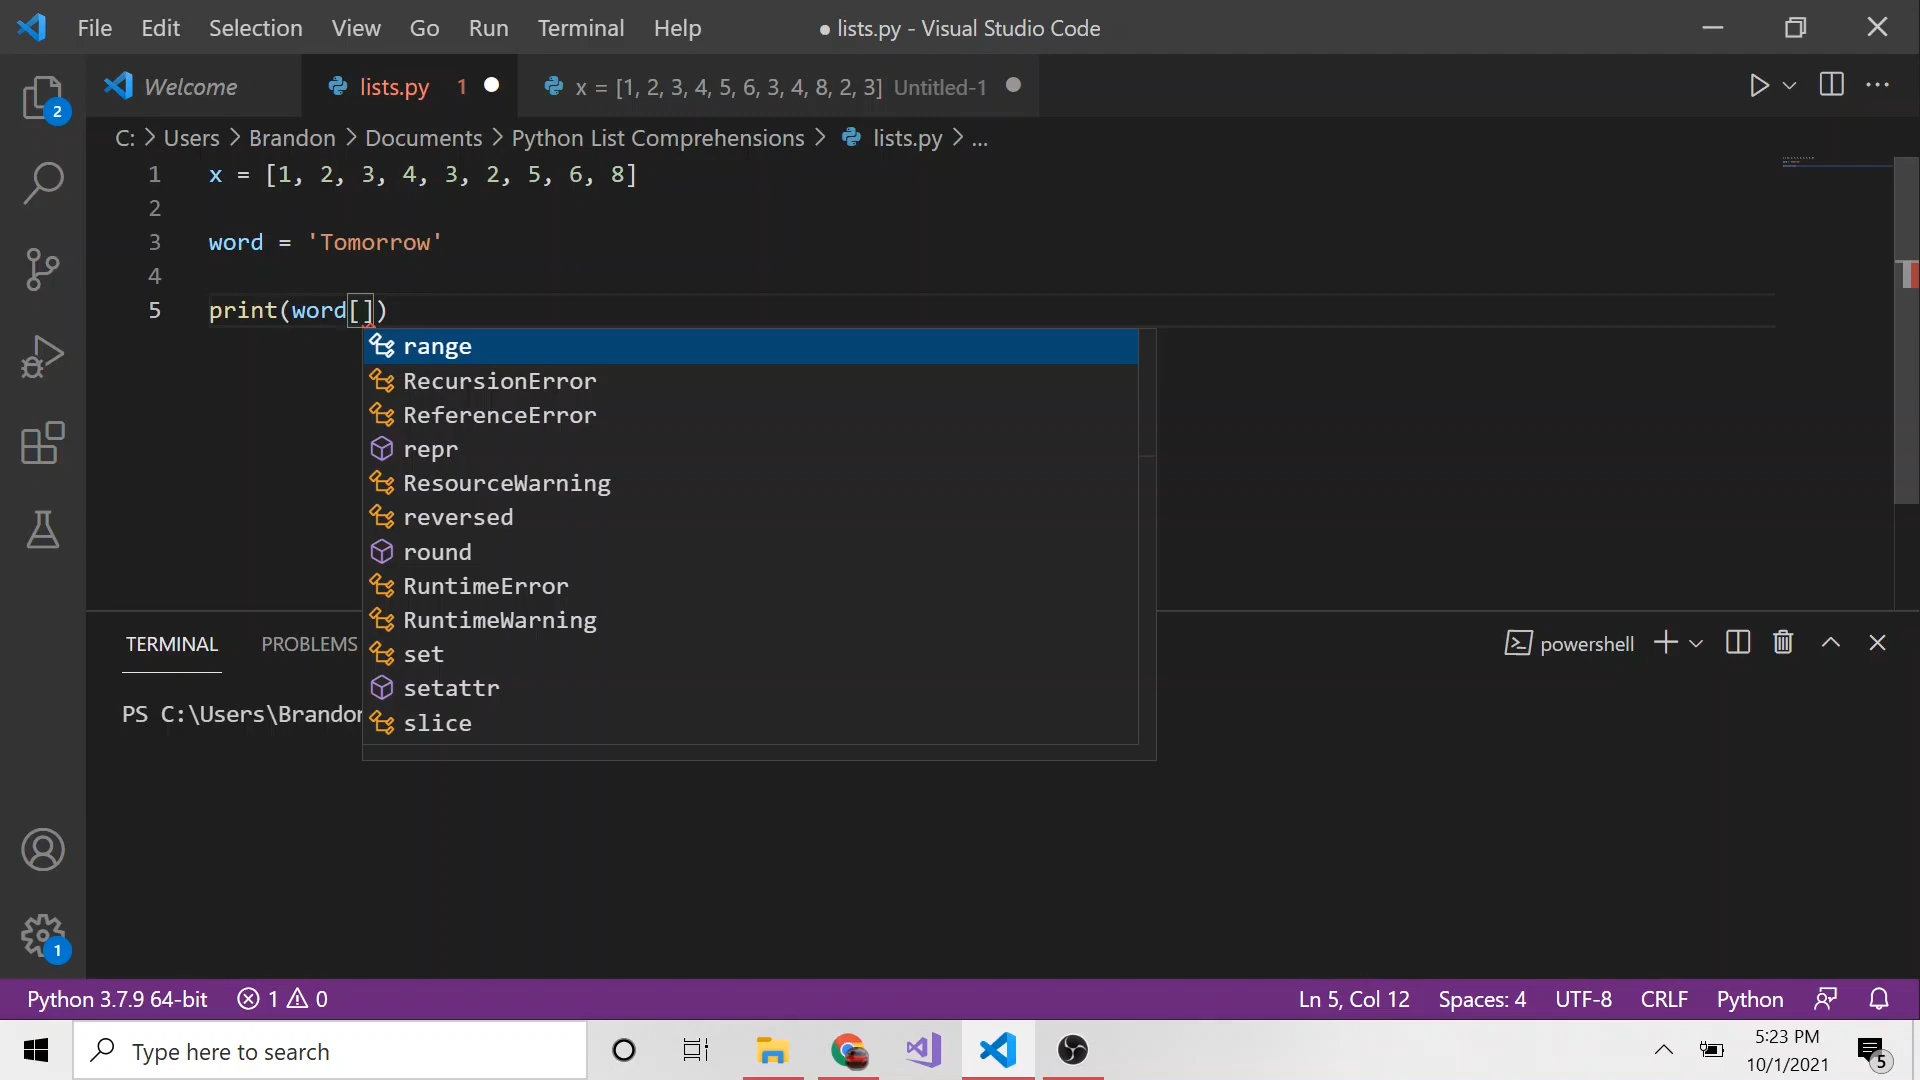 File Edit Selection View Go Run Terminal Help
● lists.py - Visual Studio Code
Welcome
lists.py 1
x = [1, 2, 3, 4, 5, 6, 3, 4, 8, 2, 3] Untitled-1
2
C: > Users > Brandon > Documents > Python List Comprehensions > lists.py > ...
1 x = [1, 2, 3, 4, 3, 2, 5, 6, 8]
2
3 word = 'Tomorrow'
4
5 print(word[])
range
RecursionError
ReferenceError
repr
ResourceWarning
reversed
round
RuntimeError
RuntimeWarning
set
setattr
slice
TERMINAL PROBLEMS
powershell
PS C:\Users\Brandon
1
Python 3.7.9 64-bit 1 0
Ln 5, Col 12 Spaces: 4 UTF-8 CRLF Python
Type here to search
5:23 PM
10/1/2021
5